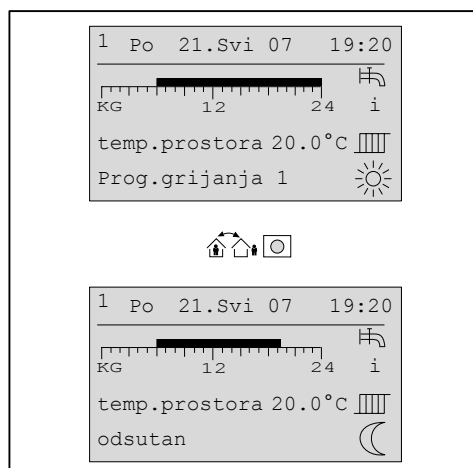 1 Po 21.Svi 07 19:20
KG 12 24 i
temp.prostora 20.0°C
Prog.grijanja 1
1 Po 21.Svi 07 19:20
KG 12 24 i
temp.prostora 20.0°C
odsutan